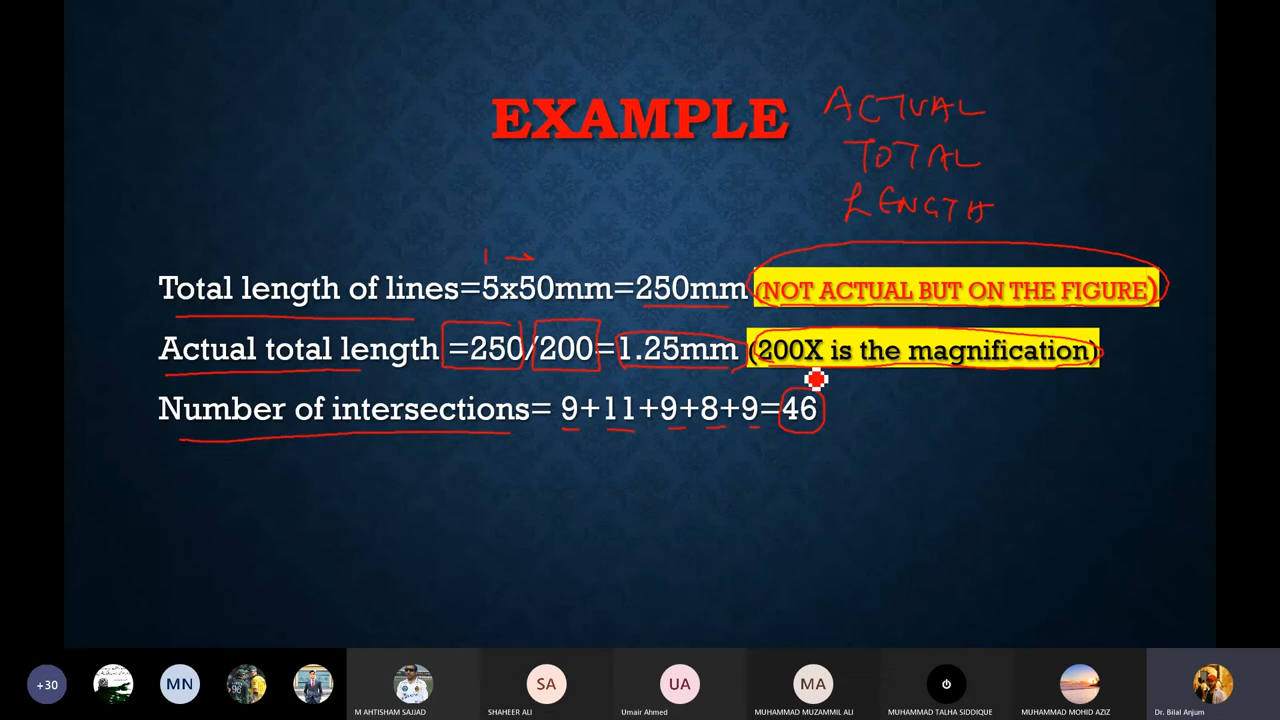 EXAMPLE
ACTUAL
TOTAL
LENGTH
Total length of lines=5x50mm=250mm (NOT ACTUAL BUT ON THE FIGURE)
Actual total length =250/200=1.25mm (200X is the magnification)
Number of intersections= 9+11+9+8+9=46
+30
MN
SA
UA
MA
M AHTISHAM SAJJAD
SHAHEER ALI
Umair Ahmed
MUHAMMAD MUZAMMIL ALI
MUHAMMAD TALHA SIDDIQUE
MUHAMMAD MOHID AZIZ
Dr. Bilal Anjum